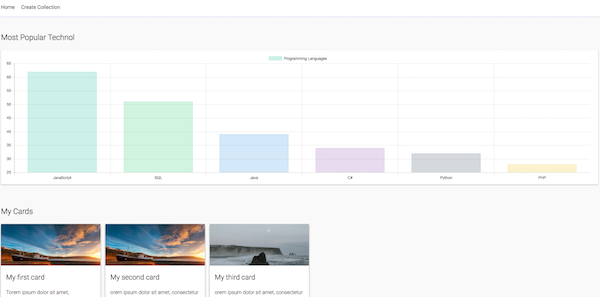 Home Create Collection
Most Popular Technol
Programming Languages
65
60
55
50
45
40
35
30
25
JavaScript SQL Java C# Python PHP
My Cards
My first card My second card My third card
Torem ipsum dolor sit amet, orem ipsum dolor sit amet, consectetur orem ipsum dolor sit amet, consectetur